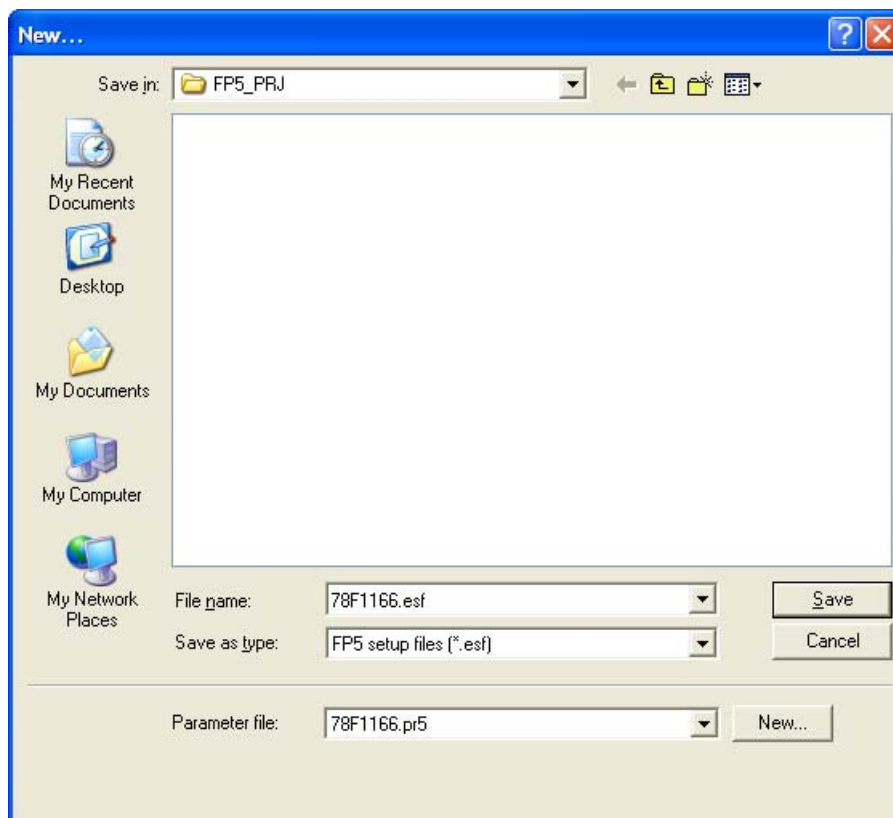 New...
Save in: FP5_PRJ
My Recent
Documents
Desktop
My Documents
My Computer
My Network
Places
File name: 78F1166.esf Save
Save as type: FP5 setup files (*.esf) Cancel
Parameter file: 78F1166.pr5 New...